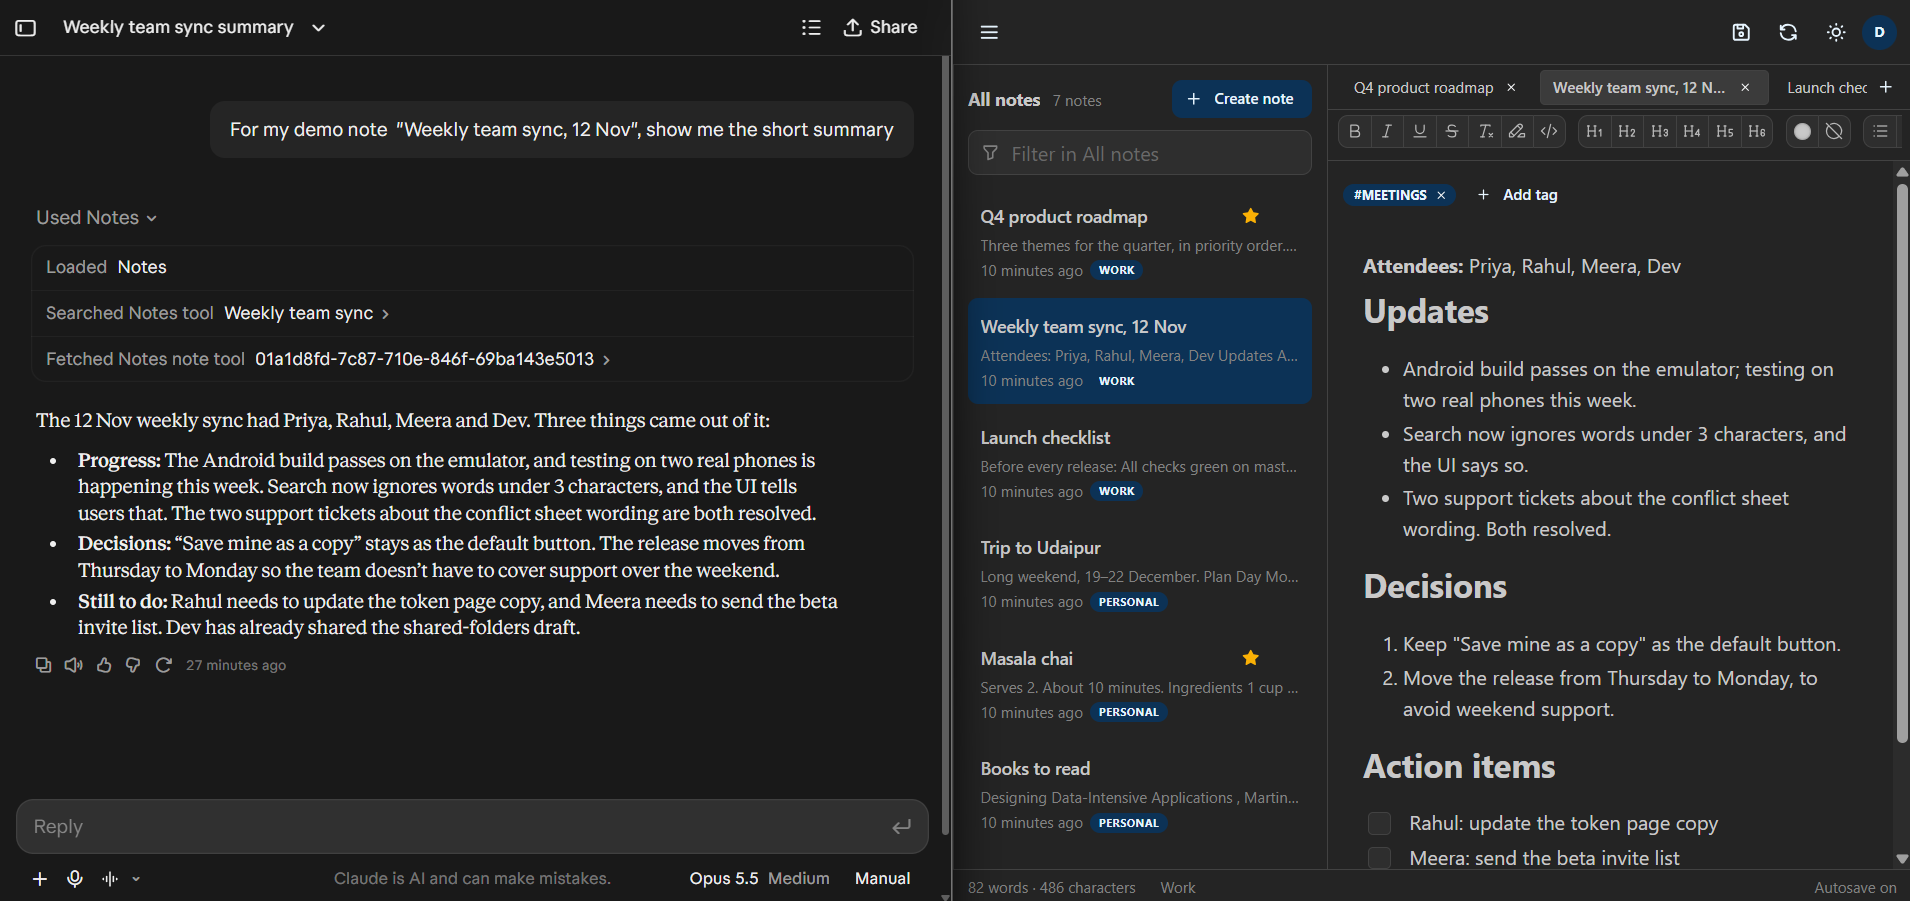 Weekly team sync summary
Share
For my demo note "Weekly team sync, 12 Nov", show me the short summary
Used Notes
Loaded Notes
Searched Notes tool Weekly team sync
Fetched Notes note tool 01a1d8fd-7c87-710e-846f-69ba143e5013
The 12 Nov weekly sync had Priya, Rahul, Meera and Dev. Three things came out of it:
• Progress: The Android build passes on the emulator, and testing on two real phones is
happening this week. Search now ignores words under 3 characters, and the UI tells
users that. The two support tickets about the conflict sheet wording are both resolved.
• Decisions: “Save mine as a copy” stays as the default button. The release moves from
Thursday to Monday so the team doesn’t have to cover support over the weekend.
• Still to do: Rahul needs to update the token page copy, and Meera needs to send the beta
invite list. Dev has already shared the shared-folders draft.
27 minutes ago
Reply
Claude is AI and can make mistakes.
Opus 5.5 Medium
Manual
D
All notes 7 notes
+ Create note
Filter in All notes
Q4 product roadmap
Three themes for the quarter, in priority order....
10 minutes ago WORK
Weekly team sync, 12 Nov
Attendees: Priya, Rahul, Meera, Dev Updates A...
10 minutes ago WORK
Launch checklist
Before every release: All checks green on mast...
10 minutes ago WORK
Trip to Udaipur
Long weekend, 19–22 December. Plan Day Mo...
10 minutes ago PERSONAL
Masala chai
Serves 2. About 10 minutes. Ingredients 1 cup ...
10 minutes ago PERSONAL
Books to read
Designing Data-Intensive Applications , Martin...
10 minutes ago PERSONAL
82 words · 486 characters Work
Q4 product roadmap × Weekly team sync, 12 N... × Launch chec +
B I U S Tx </> H1 H2 H3 H4 H5 H6
#MEETINGS × + Add tag
Attendees: Priya, Rahul, Meera, Dev
Updates
• Android build passes on the emulator; testing on
two real phones this week.
• Search now ignores words under 3 characters, and
the UI says so.
• Two support tickets about the conflict sheet
wording. Both resolved.
Decisions
1. Keep "Save mine as a copy" as the default button.
2. Move the release from Thursday to Monday, to
avoid weekend support.
Action items
Rahul: update the token page copy
Meera: send the beta invite list
Autosave on